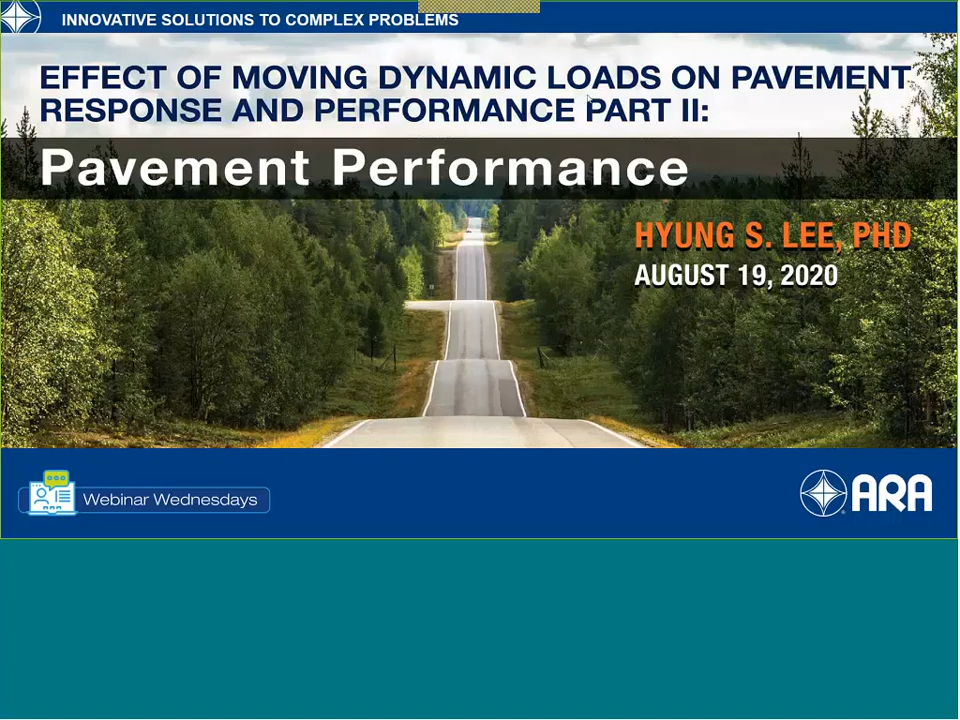 INNOVATIVE SOLUTIONS TO COMPLEX PROBLEMS
EFFECT OF MOVING DYNAMIC LOADS ON PAVEMENT
RESPONSE AND PERFORMANCE PART II:
Pavement Performance
HYUNG S. LEE, PHD
AUGUST 19, 2020
Webinar Wednesdays
ARA